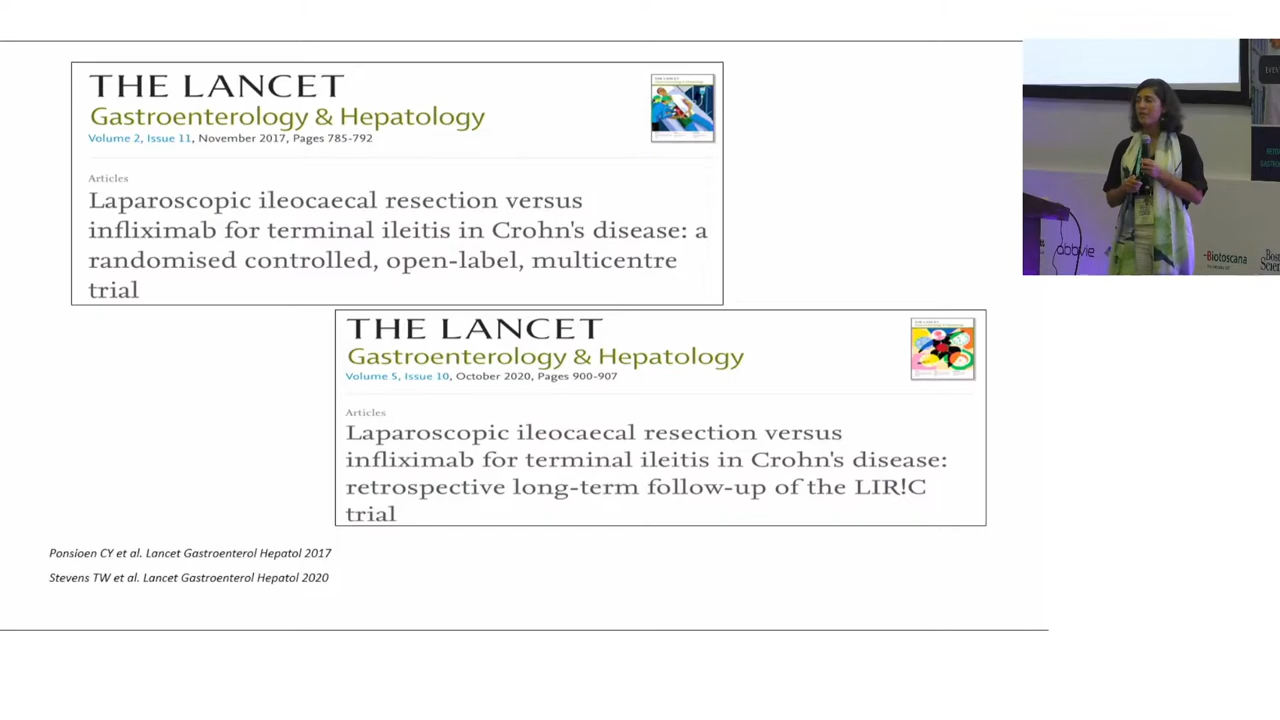 THE LANCET
Gastroenterology & Hepatology
Volume 2, Issue 11, November 2017, Pages 785-792
Articles
Laparoscopic ileocaecal resection versus
infliximab for terminal ileitis in Crohn's disease: a
randomised controlled, open-label, multicentre
trial
THE LANCET
Gastroenterology & Hepatology
Volume 5, Issue 10, October 2020, Pages 900-907
Articles
Laparoscopic ileocaecal resection versus
infliximab for terminal ileitis in Crohn's disease:
retrospective long-term follow-up of the LIR!C
trial
Ponsioen CY et al. Lancet Gastroenterol Hepatol 2017
Stevens TW et al. Lancet Gastroenterol Hepatol 2020
abbvie
Biotoscana